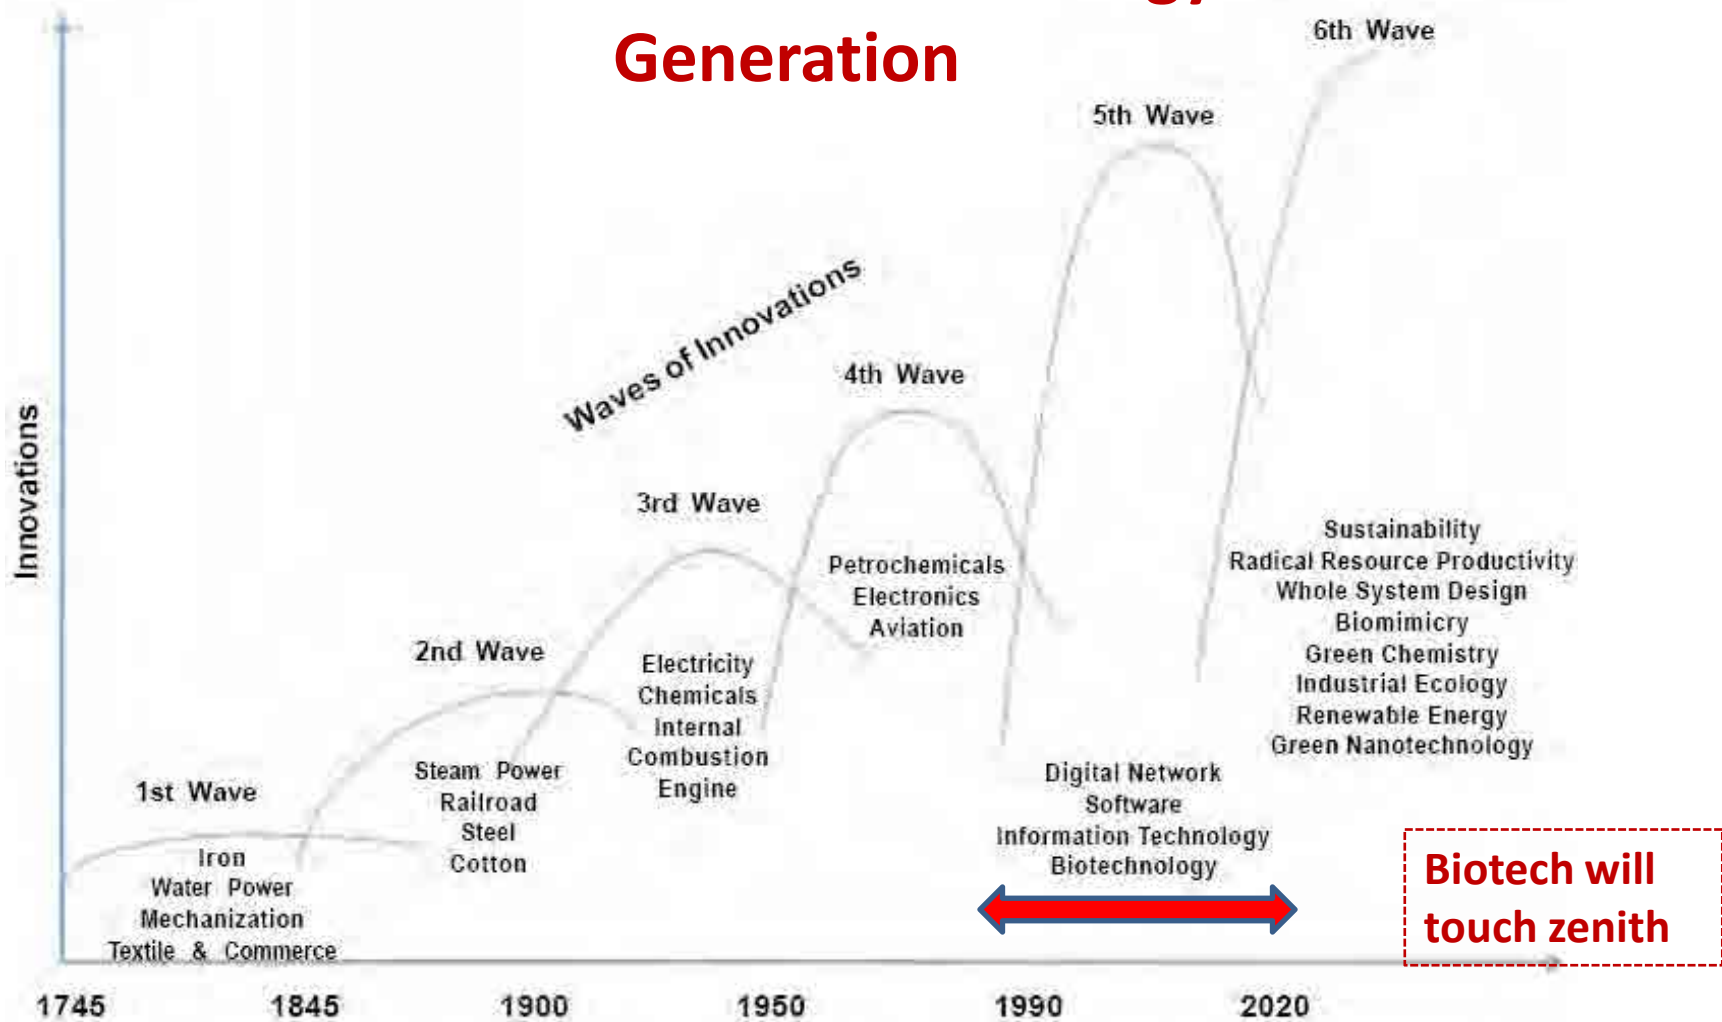 Generation
6th Wave
5th Wave
Waves of Innovations
4th Wave
3rd Wave
2nd Wave
1st Wave
Innovations
Iron
Water Power
Mechanization
Textile & Commerce
Steam Power
Railroad
Steel
Cotton
Electricity
Chemicals
Internal
Combustion
Engine
Petrochemicals
Electronics
Aviation
Digital Network
Software
Information Technology
Biotechnology
Sustainability
Radical Resource Productivity
Whole System Design
Biomimicry
Green Chemistry
Industrial Ecology
Renewable Energy
Green Nanotechnology
Biotech will
touch zenith
1745 1845 1900 1950 1990 2020